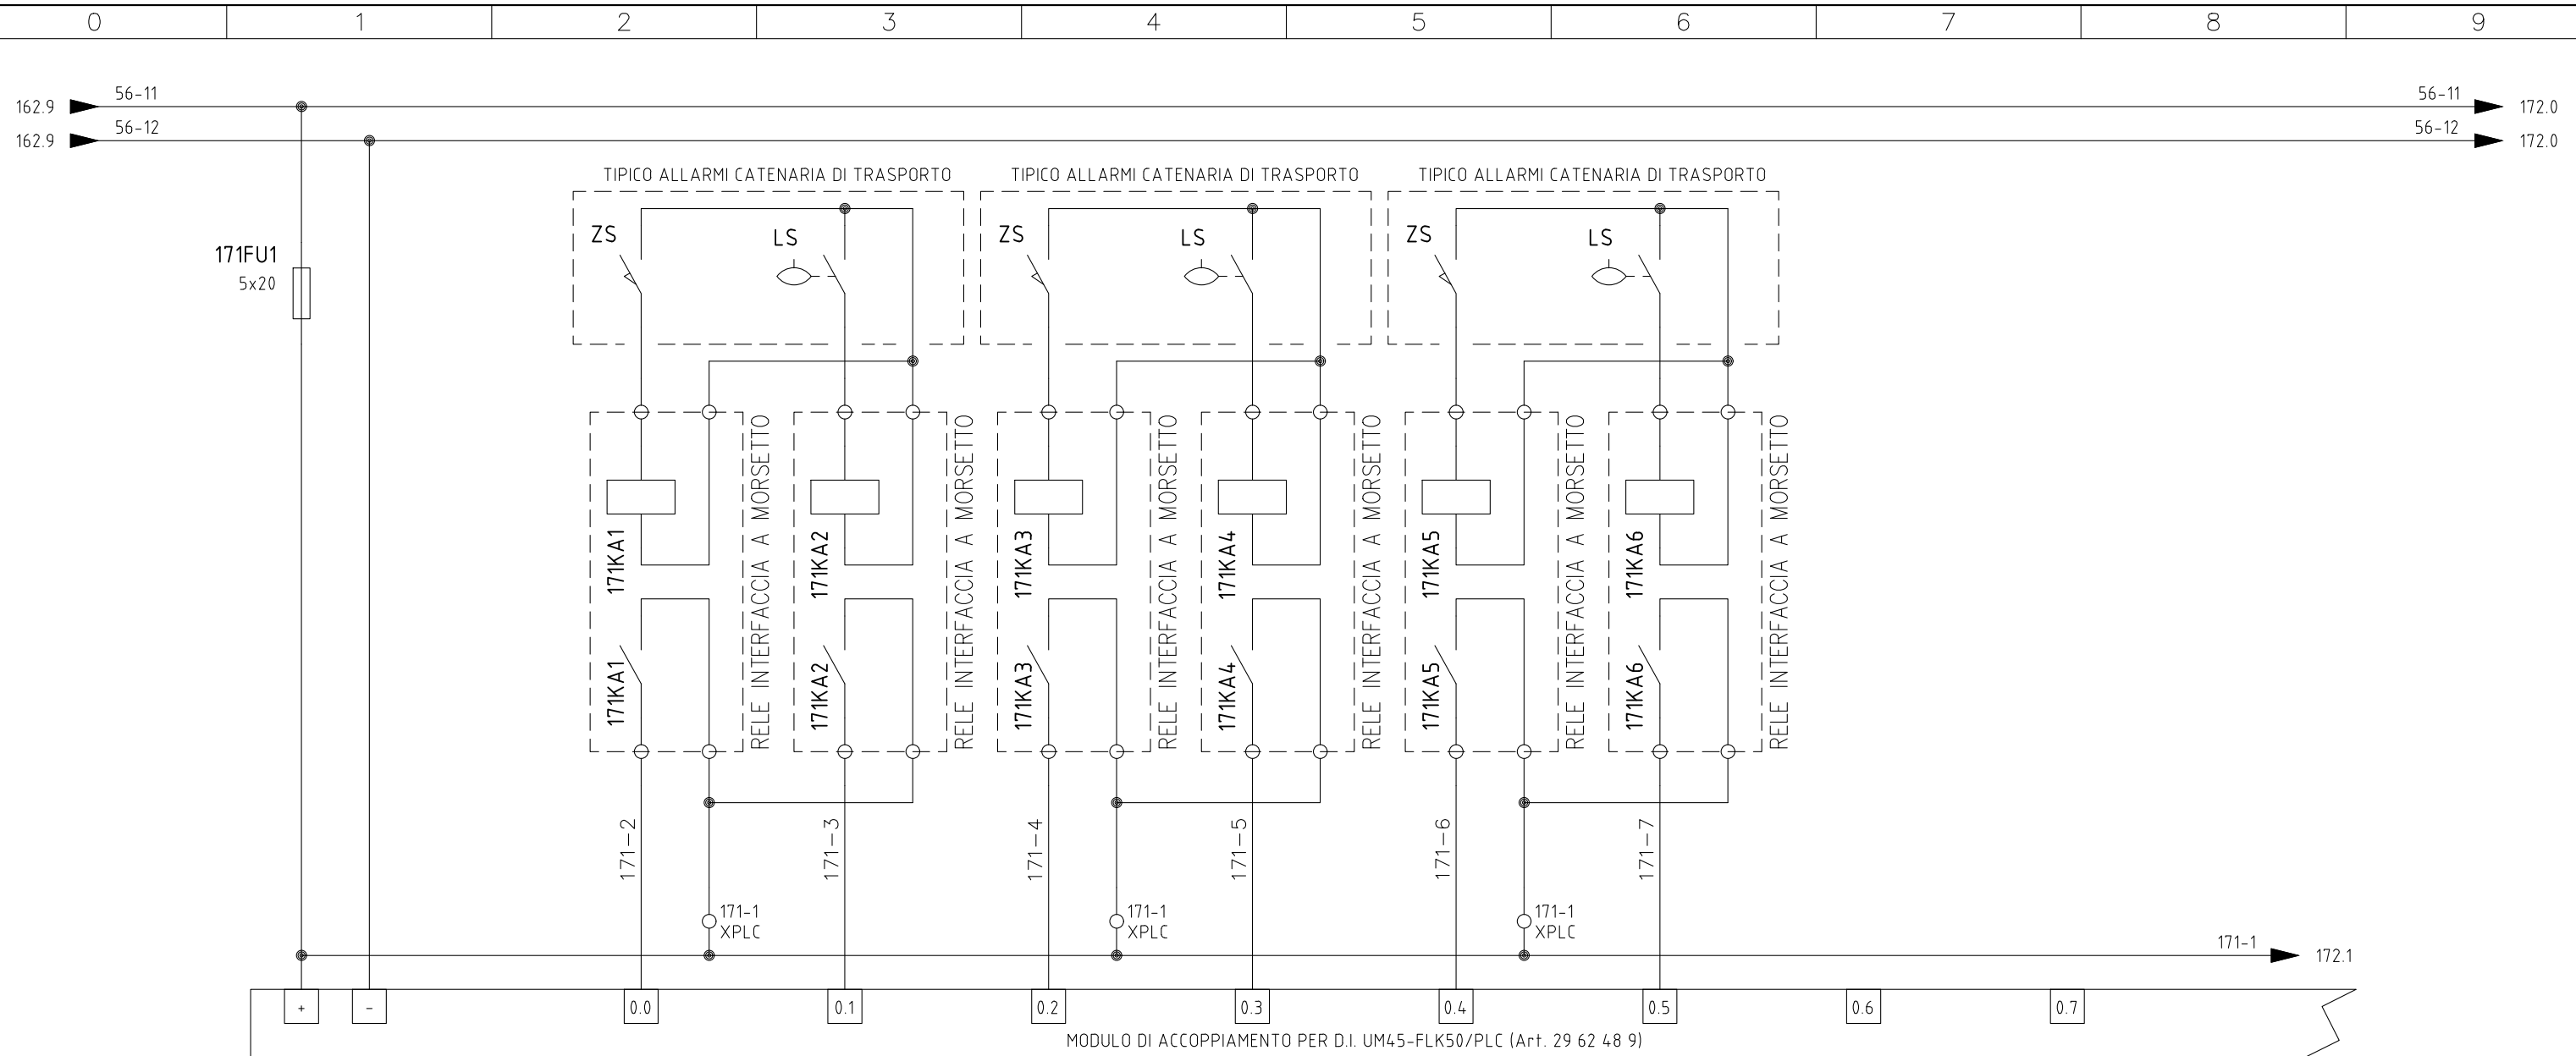 0 1 2 3 4 5 6 7 8 9
56-11 56-11
162.9 172.0
56-12 56-12
162.9 172.0
TIPICO ALLARMI CATENARIA DI TRASPORTO TIPICO ALLARMI CATENARIA DI TRASPORTO TIPICO ALLARMI CATENARIA DI TRASPORTO
ZS LS ZS LS ZS LS
171FU1
5x20
171KA1 171KA2 171KA3 171KA4 171KA5 171KA6
RELE INTERFACCIA A MORSETTO RELE INTERFACCIA A MORSETTO RELE INTERFACCIA A MORSETTO RELE INTERFACCIA A MORSETTO RELE INTERFACCIA A MORSETTO RELE INTERFACCIA A MORSETTO
171KA1 171KA2 171KA3 171KA4 171KA5 171KA6
171-2 171-3 171-4 171-5 171-6 171-7
171-1 171-1 171-1
XPLC XPLC XPLC
171-1
172.1
+ - 0.0 0.1 0.2 0.3 0.4 0.5 0.6 0.7
MODULO DI ACCOPPIAMENTO PER D.I. UM45-FLK50/PLC (Art. 29 62 48 9)